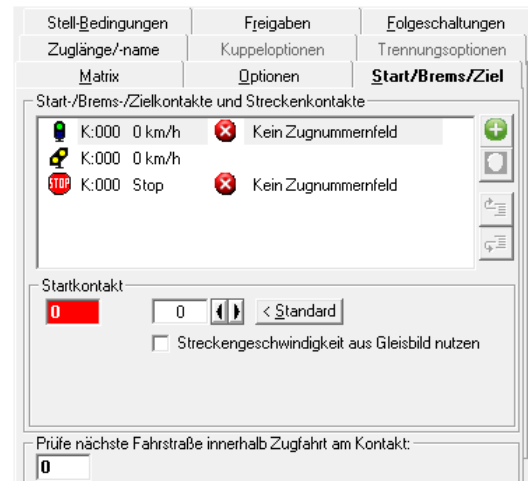 Stell-Bedingungen Freigaben Folgeschaltungen
Zuglänge/-name Kuppeloptionen Trennungsoptionen
Matrix Optionen Start/Brems/Ziel
Start-/Brems-/Zielkontakte und Streckenkontakte
K:000 0 km/h Kein Zugnummernfeld
K:000 0 km/h
STOP K:000 Stop Kein Zugnummernfeld
Startkontakt
0 0 < Standard
Streckengeschwindigkeit aus Gleisbild nutzen
Prüfe nächste Fahrstraße innerhalb Zugfahrt am Kontakt:
0